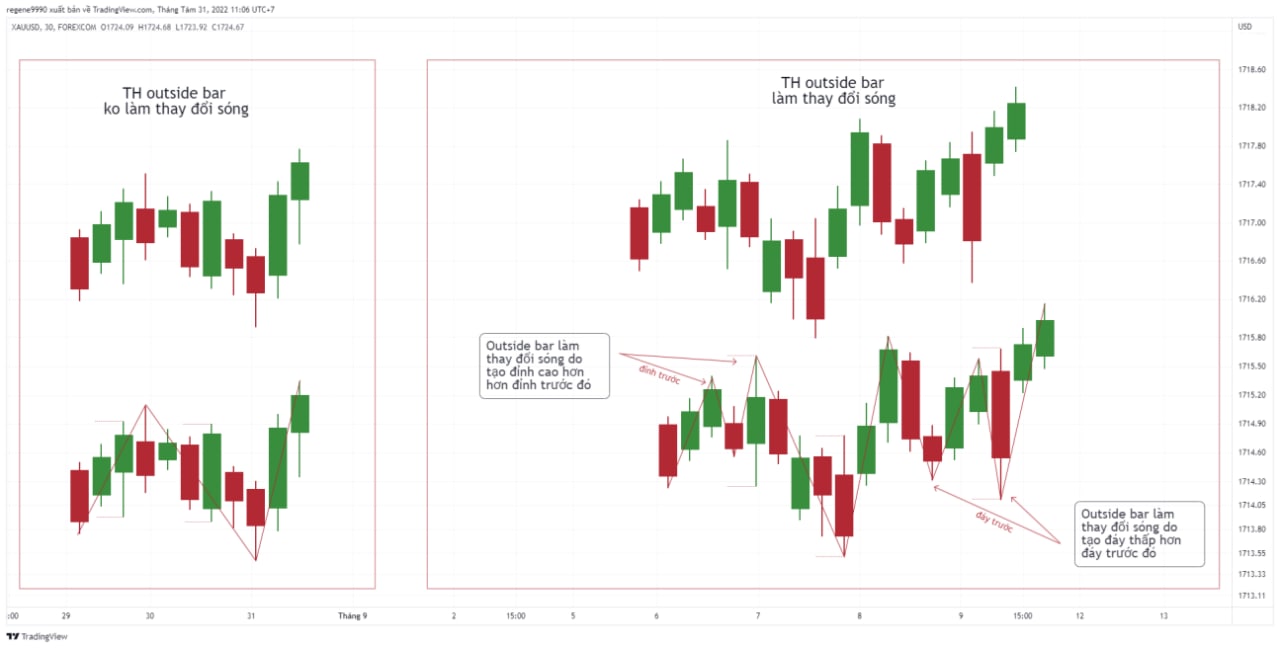 regene9990 xuất bản về TradingView.com, Tháng Tám 31, 2022 11:06 UTC+7
XAUUSD, 30, FOREXCOM O1724.09 H1724.68 L1723.92 C1724.67
USD
TH outside bar
ko làm thay đổi sóng
TH outside bar
làm thay đổi sóng
Outside bar làm
thay đổi sóng do
tạo đỉnh cao hơn
hơn đỉnh trước đó
đỉnh trước
đáy trước
Outside bar làm
thay đổi sóng do
tạo đáy thấp hơn
đáy trước đó
1718.60
1718.20
1717.80
1717.40
1717.00
1716.60
1716.20
1715.80
1715.50
1715.20
1714.90
1714.60
1714.30
1714.05
1713.80
1713.55
1713.33
1713.11
:00 29 30 31 Tháng 9 2 15:00 5 6 7 8 9 15:00 12 13
TradingView